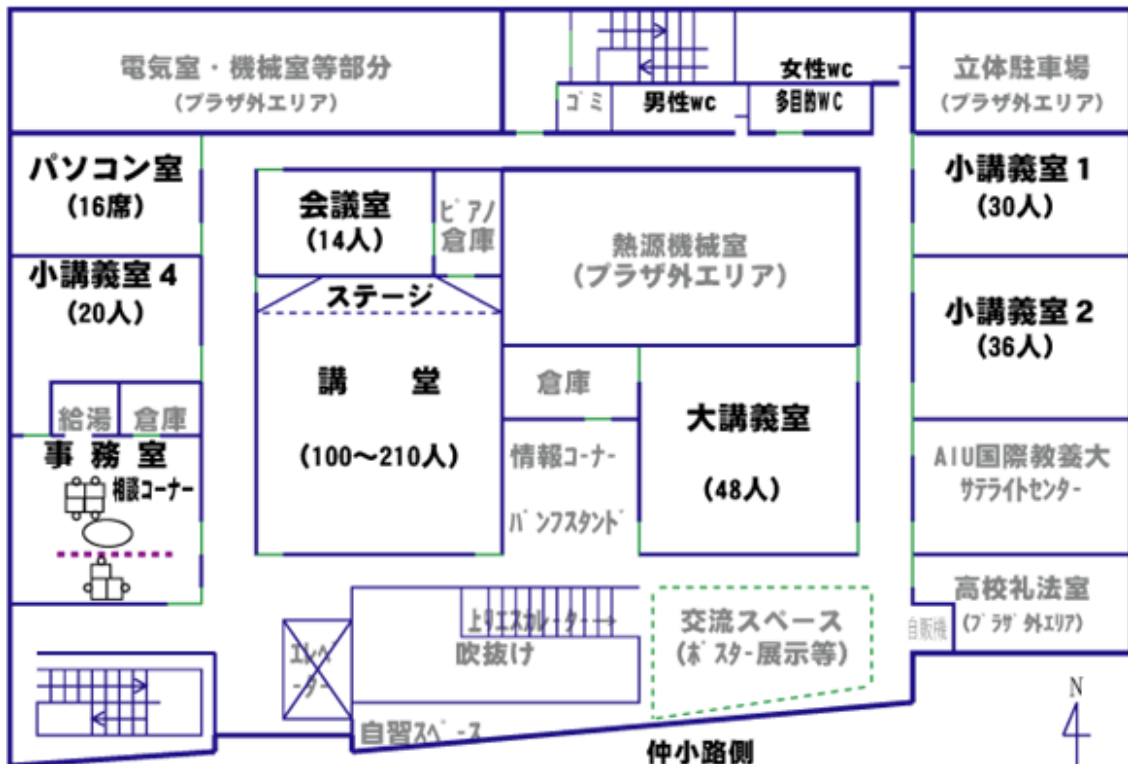 電気室・機械室等部分
(プラザ外エリア)
女性wc
ゴミ
男性wc
多目的WC
立体駐車場
(プラザ外エリア)
パソコン室
(16席)
会議室
(14人)
ピアノ
倉庫
熱源機械室
(プラザ外エリア)
小講義室1
(30人)
小講義室4
(20人)
ステージ
小講義室2
(36人)
講 堂
(100～210人)
倉庫
大講義室
(48人)
給湯
倉庫
事務室
相談コーナー
情報コーナー
パンフスタンド
AIU国際教養大
サテライトセンター
高校礼法室
(プラザ外エリア)
自販機
上りエスカレーター→
吹抜け
エレベ
ーター
交流スペース
(ポスター展示等)
自習スペース
仲小路側
N